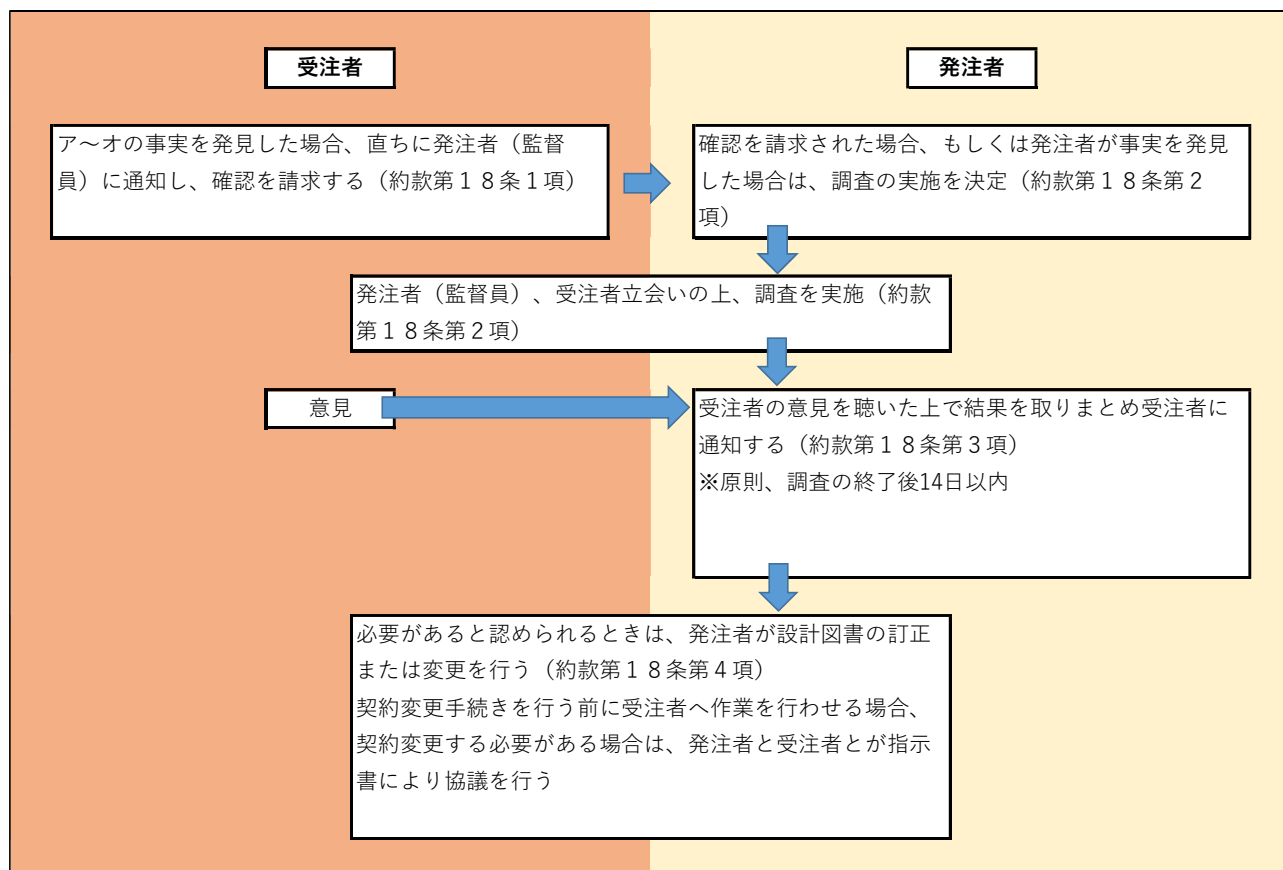 受注者
発注者
ア～オの事実を発見した場合、直ちに発注者（監督
員）に通知し、確認を請求する（約款第１８条１項）
確認を請求された場合、もしくは発注者が事実を発見
した場合は、調査の実施を決定（約款第１８条第２
項）
発注者（監督員）、受注者立会いの上、調査を実施（約款
第１８条第２項）
意見
受注者の意見を聴いた上で結果を取りまとめ受注者に
通知する（約款第１８条第３項）
※原則、調査の終了後14日以内
必要があると認められるときは、発注者が設計図書の訂正
または変更を行う（約款第１８条第４項）
契約変更手続きを行う前に受注者へ作業を行わせる場合、
契約変更する必要がある場合は、発注者と受注者とが指示
書により協議を行う